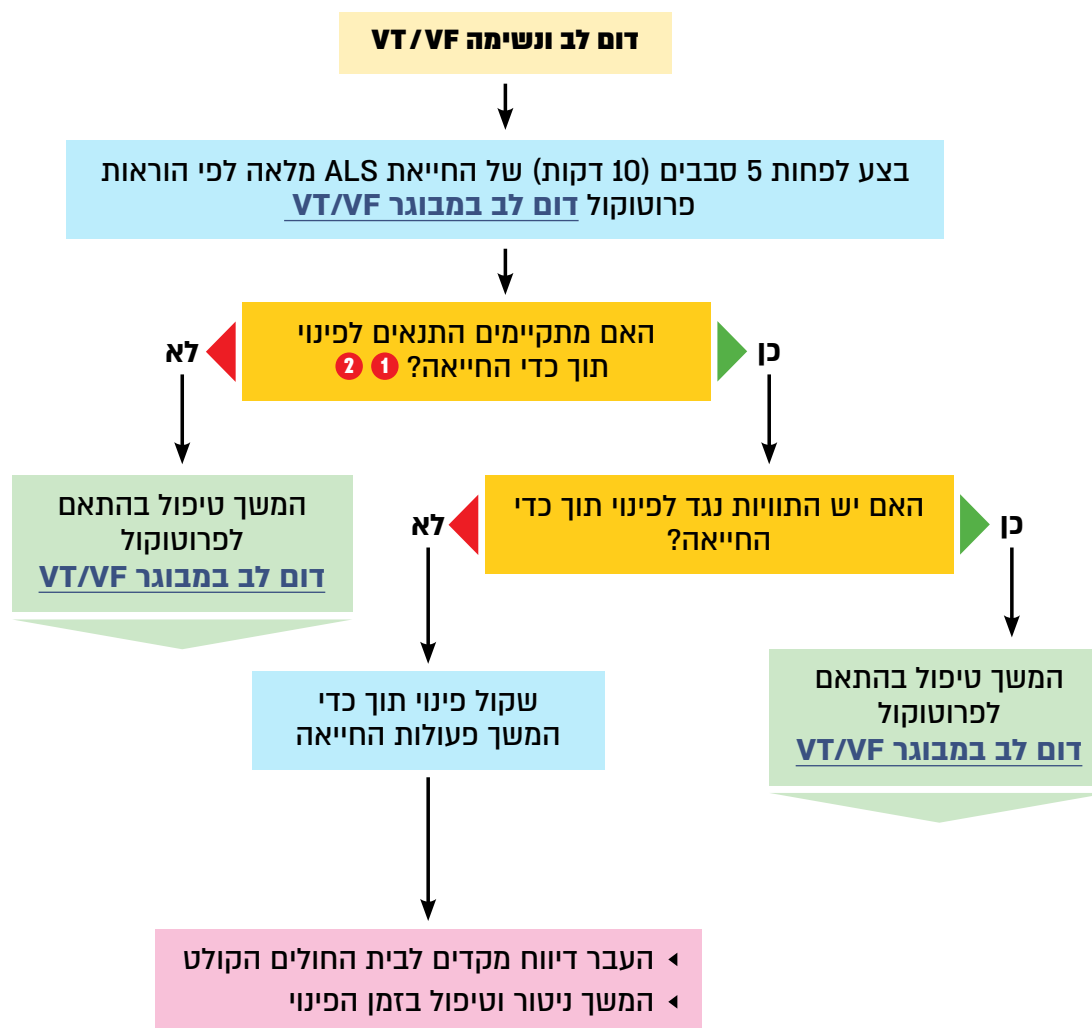 דום לב ונשימה VT/VF
בצע לפחות 5 סבבים (10 דקות) של החייאת ALS מלאה לפי הוראות
פרוטוקול דום לב במבוגר VT/VF
האם מתקיימים התנאים לפינוי
תוך כדי החייאה? 1 2
כן
לא
האם יש התוויות נגד לפינוי תוך כדי
החייאה?
כן
לא
המשך טיפול בהתאם
לפרוטוקול
דום לב במבוגר VT/VF
המשך טיפול בהתאם
לפרוטוקול
דום לב במבוגר VT/VF
שקול פינוי תוך כדי
המשך פעולות החייאה
העבר דיווח מקדים לבית החולים הקולט
המשך ניטור וטיפול בזמן הפינוי